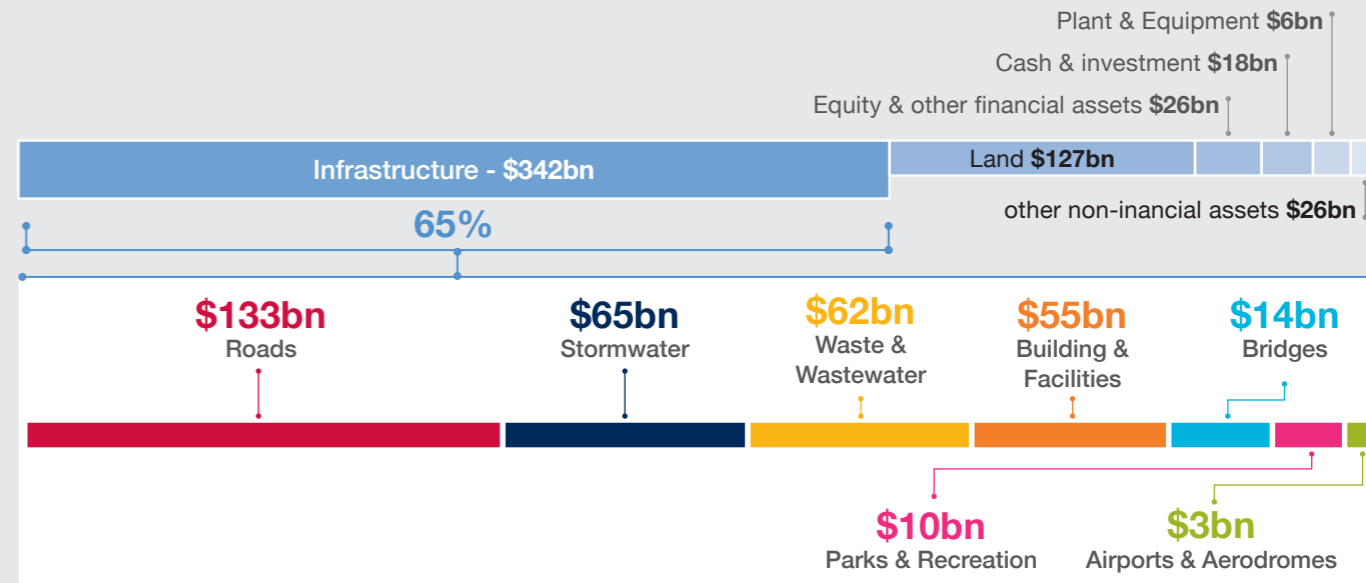 Plant & Equipment $6bn
Cash & investment $18bn
Equity & other financial assets $26bn
Infrastructure - $342bn
Land $127bn
other non-inancial assets $26bn
65%
$133bn
Roads
$65bn
Stormwater
$62bn
Waste &
Wastewater
$55bn
Building &
Facilities
$14bn
Bridges
$10bn
Parks & Recreation
$3bn
Airports & Aerodromes